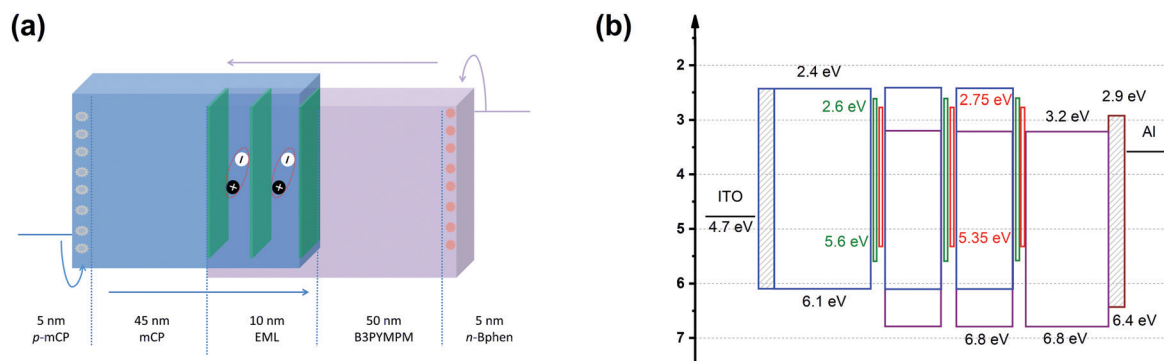 (a)
−
−
+
+
5 nm
p-mCP
45 nm
mCP
10 nm
EML
50 nm
B3PYMPM
5 nm
n-Bphen
(b)
2
3
4
5
6
7
2.4 eV
2.6 eV
2.75 eV
2.9 eV
3.2 eV
Al
ITO
4.7 eV
5.6 eV
5.35 eV
6.1 eV
6.4 eV
6.8 eV
6.8 eV